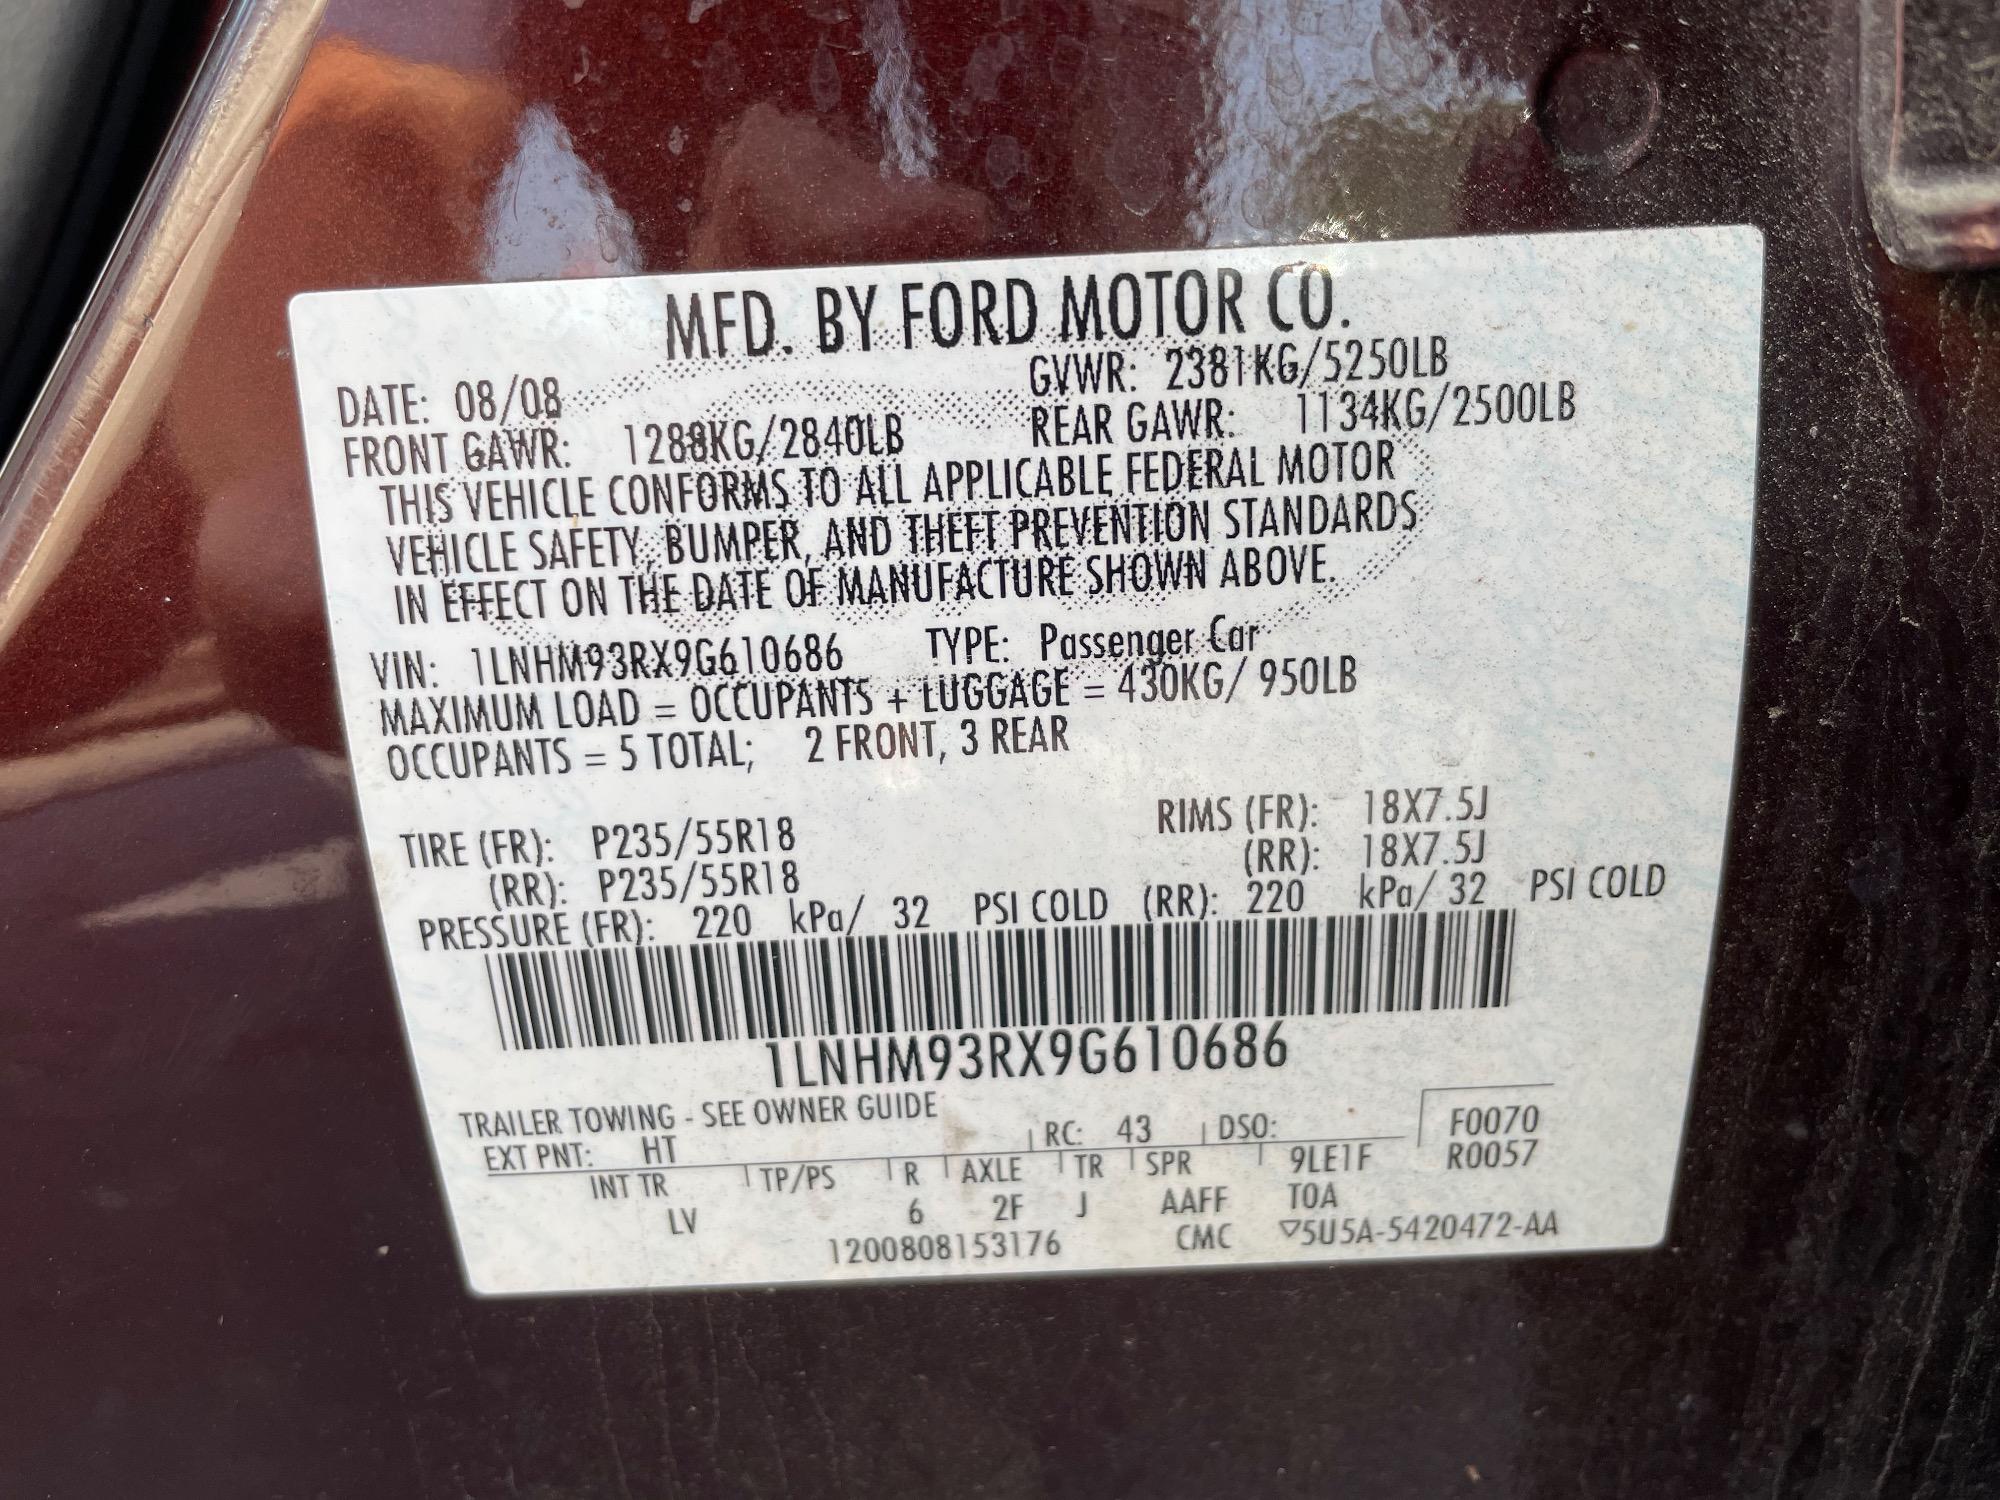 MFD. BY FORD MOTOR CO.
DATE: 08/08 GVWR: 2381KG/5250LB
FRONT GAWR: 1288KG/2840LB REAR GAWR: 1134KG/2500LB
THIS VEHICLE CONFORMS TO ALL APPLICABLE FEDERAL MOTOR
VEHICLE SAFETY, BUMPER, AND THEFT PREVENTION STANDARDS
IN EFFECT ON THE DATE OF MANUFACTURE SHOWN ABOVE.
VIN: 1LNHM93RX9G610686 TYPE: Passenger Car
MAXIMUM LOAD = OCCUPANTS + LUGGAGE = 430KG/ 950LB
OCCUPANTS = 5 TOTAL; 2 FRONT, 3 REAR
TIRE (FR): P235/55R18 RIMS (FR): 18X7.5J
(RR): P235/55R18 (RR): 18X7.5J
PRESSURE (FR): 220 kPa/ 32 PSI COLD (RR): 220 kPa/ 32 PSI COLD
1LNHM93RX9G610686
TRAILER TOWING - SEE OWNER GUIDE
EXT PNT: HT RC: 43 DSO: F0070
INT TR TP/PS R AXLE TR SPR 9LE1F R0057
LV 6 2F J AAFF T0A
1200808153176 CMC ▽5U5A-5420472-AA